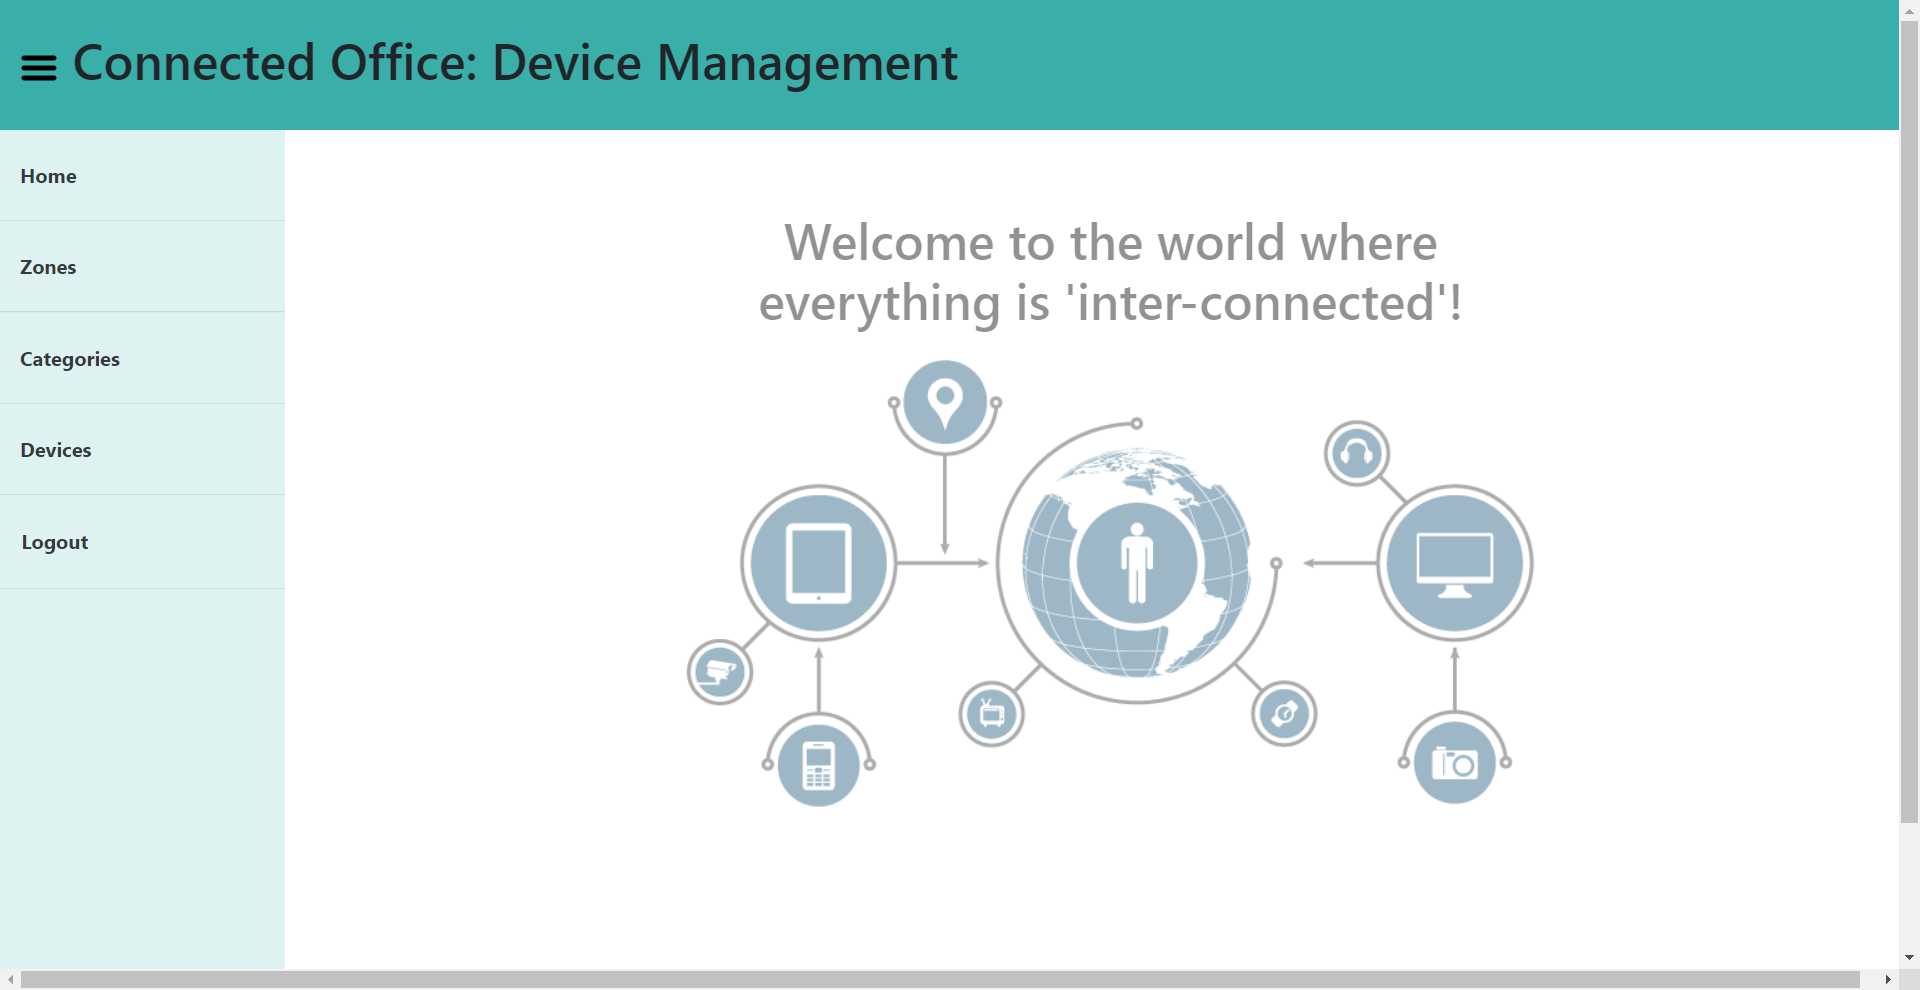 Connected Office: Device Management
Home
Zones
Categories
Devices
Logout
Welcome to the world where
everything is 'inter-connected'!